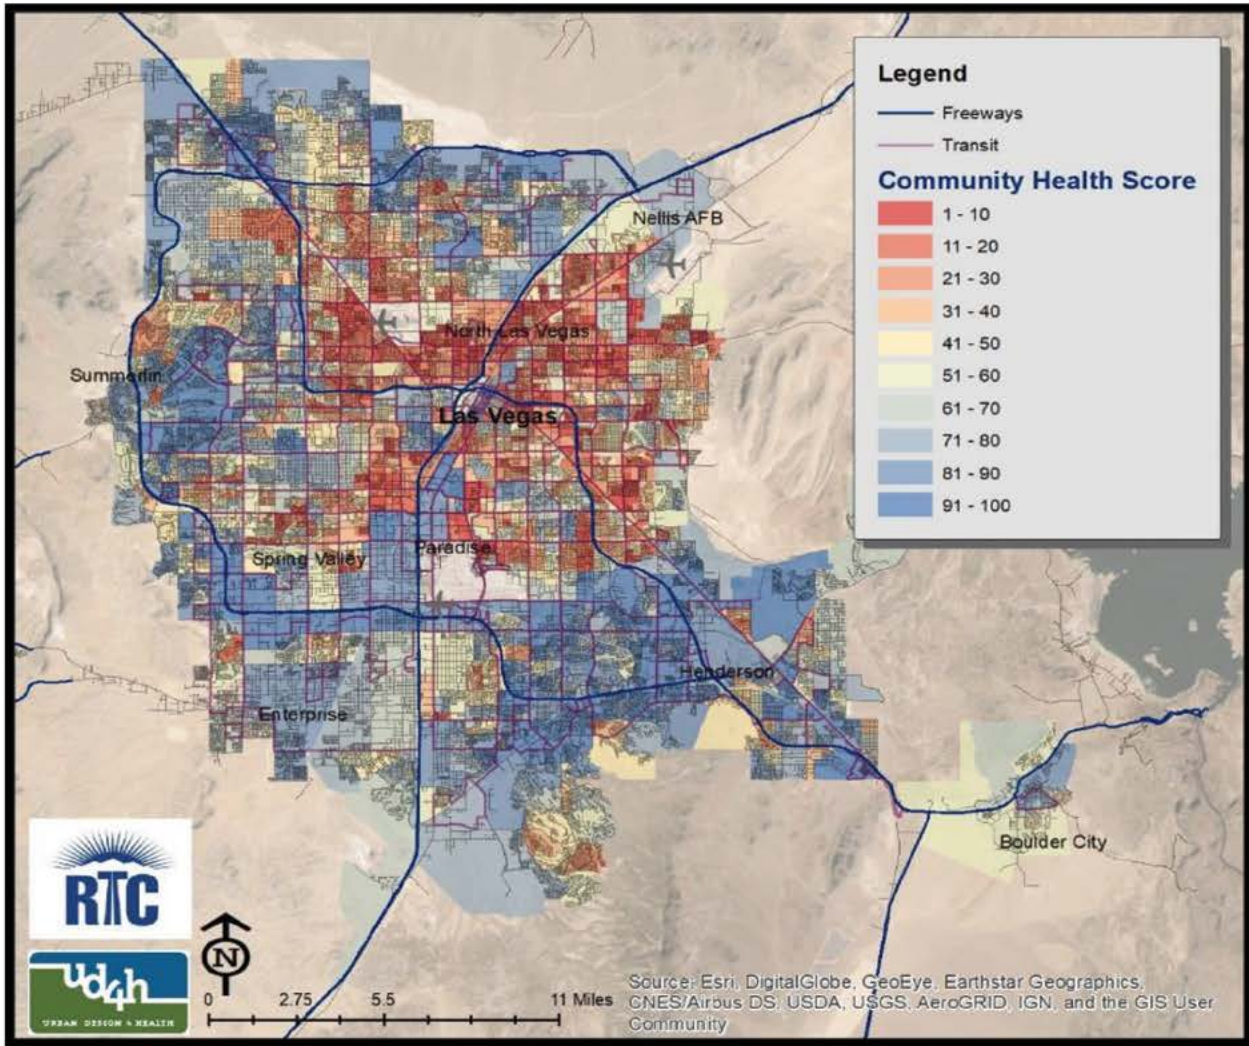 Legend
Freeways
Transit
Community Health Score
1 - 10
11 - 20
21 - 30
31 - 40
41 - 50
51 - 60
61 - 70
71 - 80
81 - 90
91 - 100
Nellis AFB
North Las Vegas
Summerlin
Las Vegas
Spring Valley
Paradise
Henderson
Enterprise
Boulder City
RTC
ud4h
URBAN DESIGN 4 HEALTH
N
0 2.75 5.5 11 Miles
Source: Esri, DigitalGlobe, GeoEye, Earthstar Geographics,
CNES/Airbus DS, USDA, USGS, AeroGRID, IGN, and the GIS User
Community